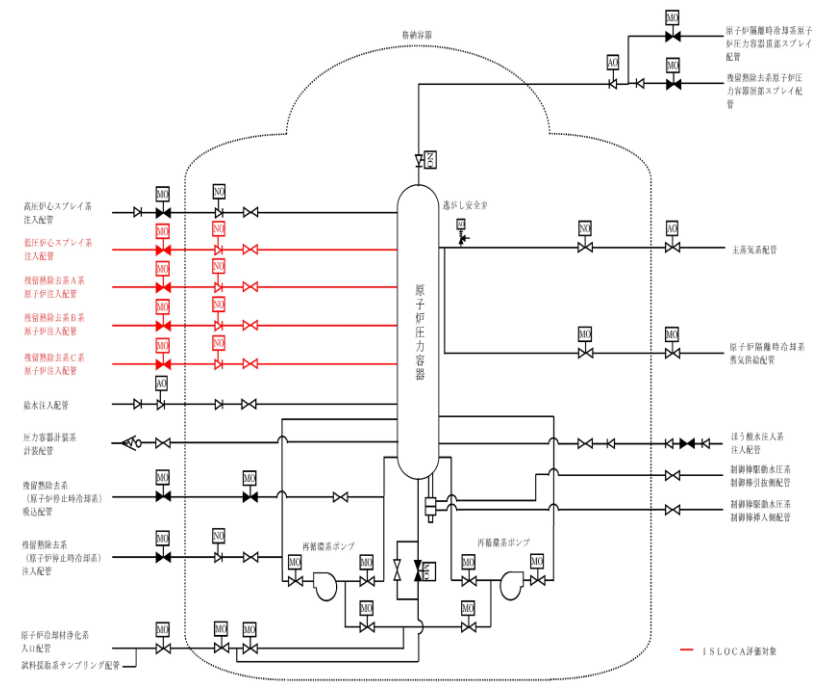 格納容器
MO
原子炉隔離時冷却系原子
炉圧力容器頂部スプレイ
配管
AO
MO
残留熱除去系原子炉圧
力容器頂部スプレイ配
管
NO
高圧炉心スプレイ系
注入配管
MO
NO
逃がし安全弁
AO
低圧炉心スプレイ系
注入配管
MO
NO
NO
AO
主蒸気系配管
残留熱除去系A系
原子炉注入配管
MO
NO
原子炉圧力容器
残留熱除去系B系
原子炉注入配管
MO
NO
MO
MO
原子炉隔離時冷却系
蒸気供給配管
残留熱除去系C系
原子炉注入配管
MO
NO
給水注入配管
AO
圧力容器計装系
計装配管
ほう酸水注入系
注入配管
制御棒駆動水圧系
制御棒引抜側配管
残留熱除去系
(原子炉停止時冷却系)
吸込配管
MO
MO
制御棒駆動水圧系
制御棒挿入側配管
残留熱除去系
(原子炉停止時冷却系)
注入配管
MO
NO
再循環系ポンプ
再循環系ポンプ
MO
MO
NO
MO
MO
MO
MO
原子炉冷却材浄化系
入口配管
MO
MO
MO
試料採取系サンプリング配管
ISLOCA評価対象